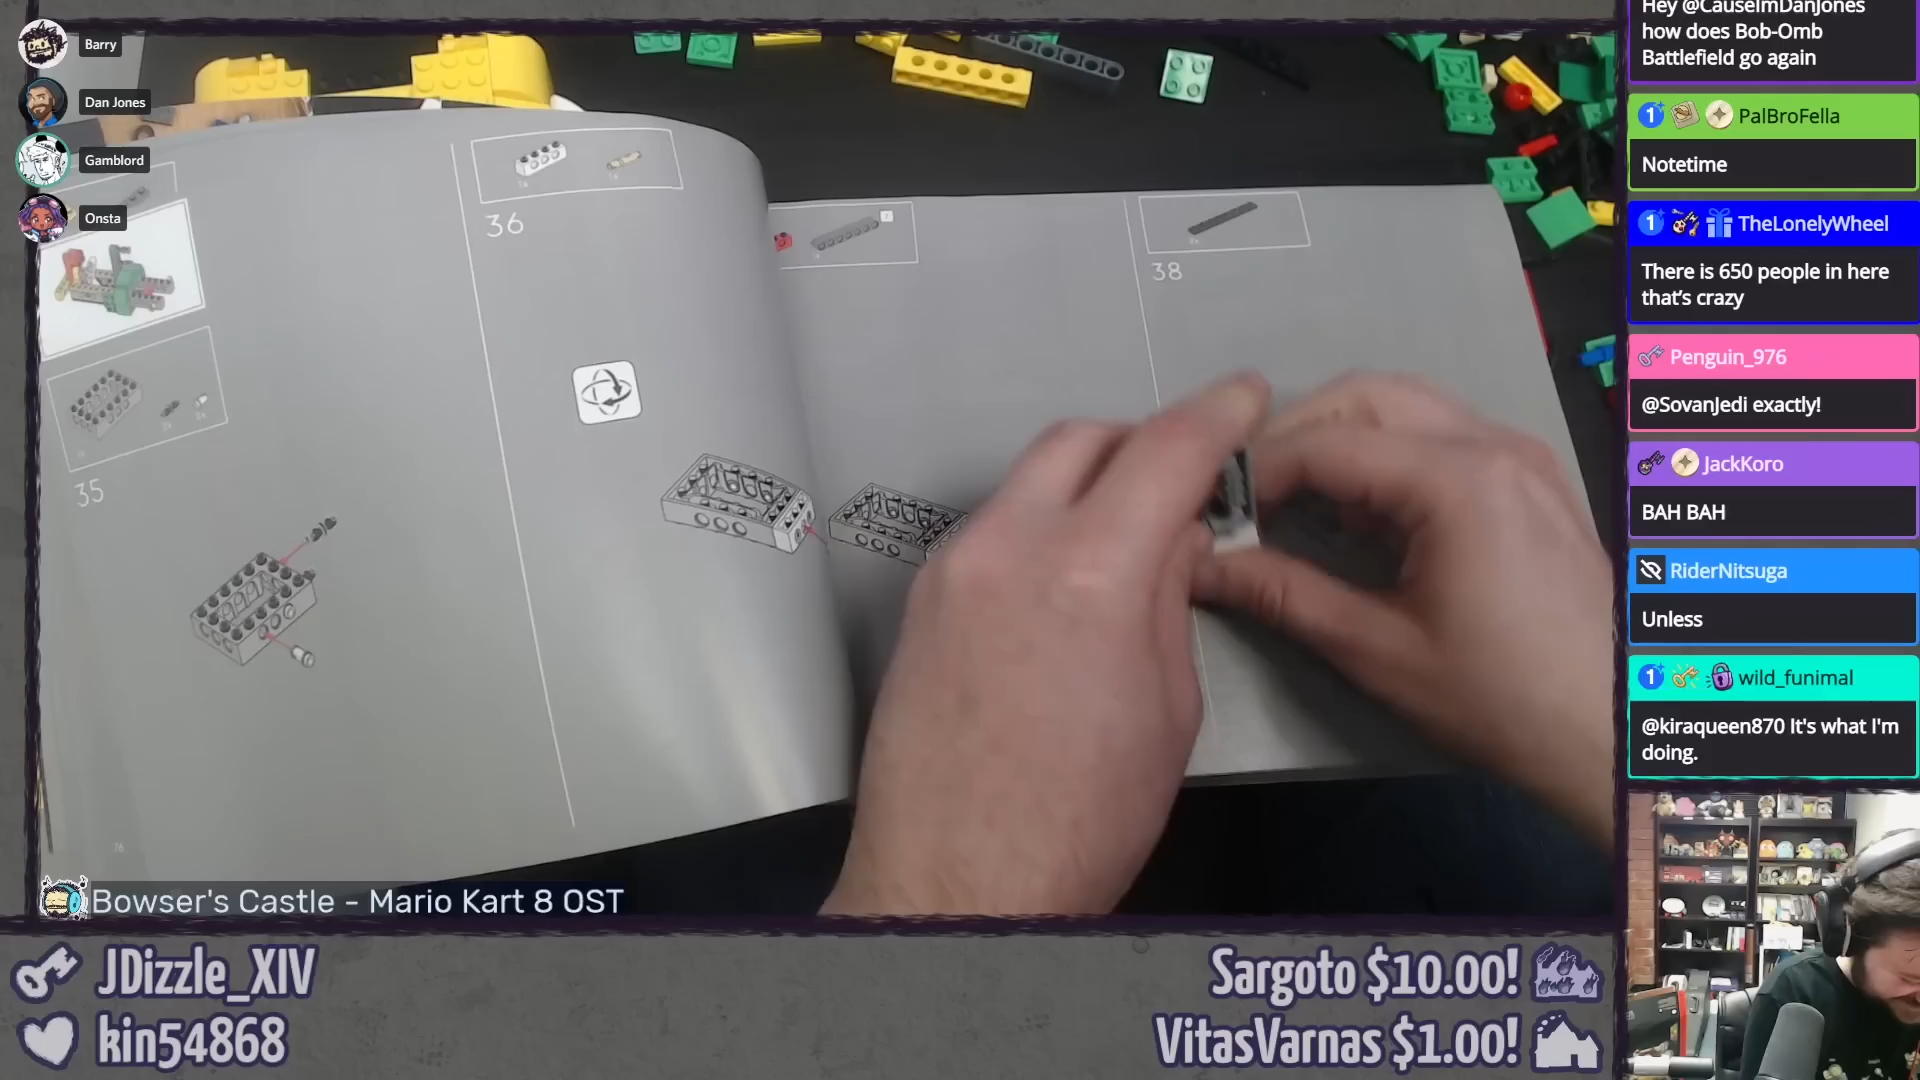 Barry
Dan Jones
Gamblord
Onsta
36
38
35
76
Bowser's Castle - Mario Kart 8 OST
JDizzle_XIV
kin54868
Sargoto $10.00!
VitasVarnas $1.00!
Hey @CauseImDanJones
how does Bob-Omb
Battlefield go again
PalBroFella
Notetime
TheLonelyWheel
There is 650 people in here
that's crazy
Penguin_976
@SovanJedi exactly!
JackKoro
BAH BAH
RiderNitsuga
Unless
wild_funimal
@kiraqueen870 It's what I'm
doing.